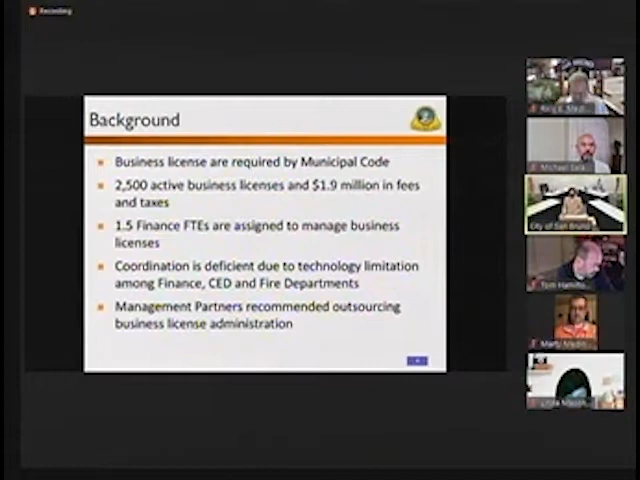 Recording
Background
Business license are required by Municipal Code
2,500 active business licenses and $1.9 million in fees
and taxes
1.5 Finance FTEs are assigned to manage business
licenses
Coordination is deficient due to technology limitation
among Finance, CED and Fire Departments
Management Partners recommended outsourcing
business license administration
Michael
City of San Bruno
Tom
Marty